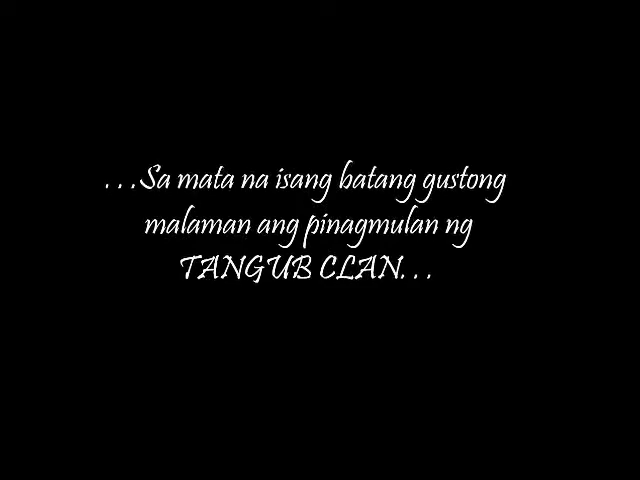 . . .Sa mata na isang batang gustong
malaman ang pinagmulan ng
TANGUB CLAN. . .